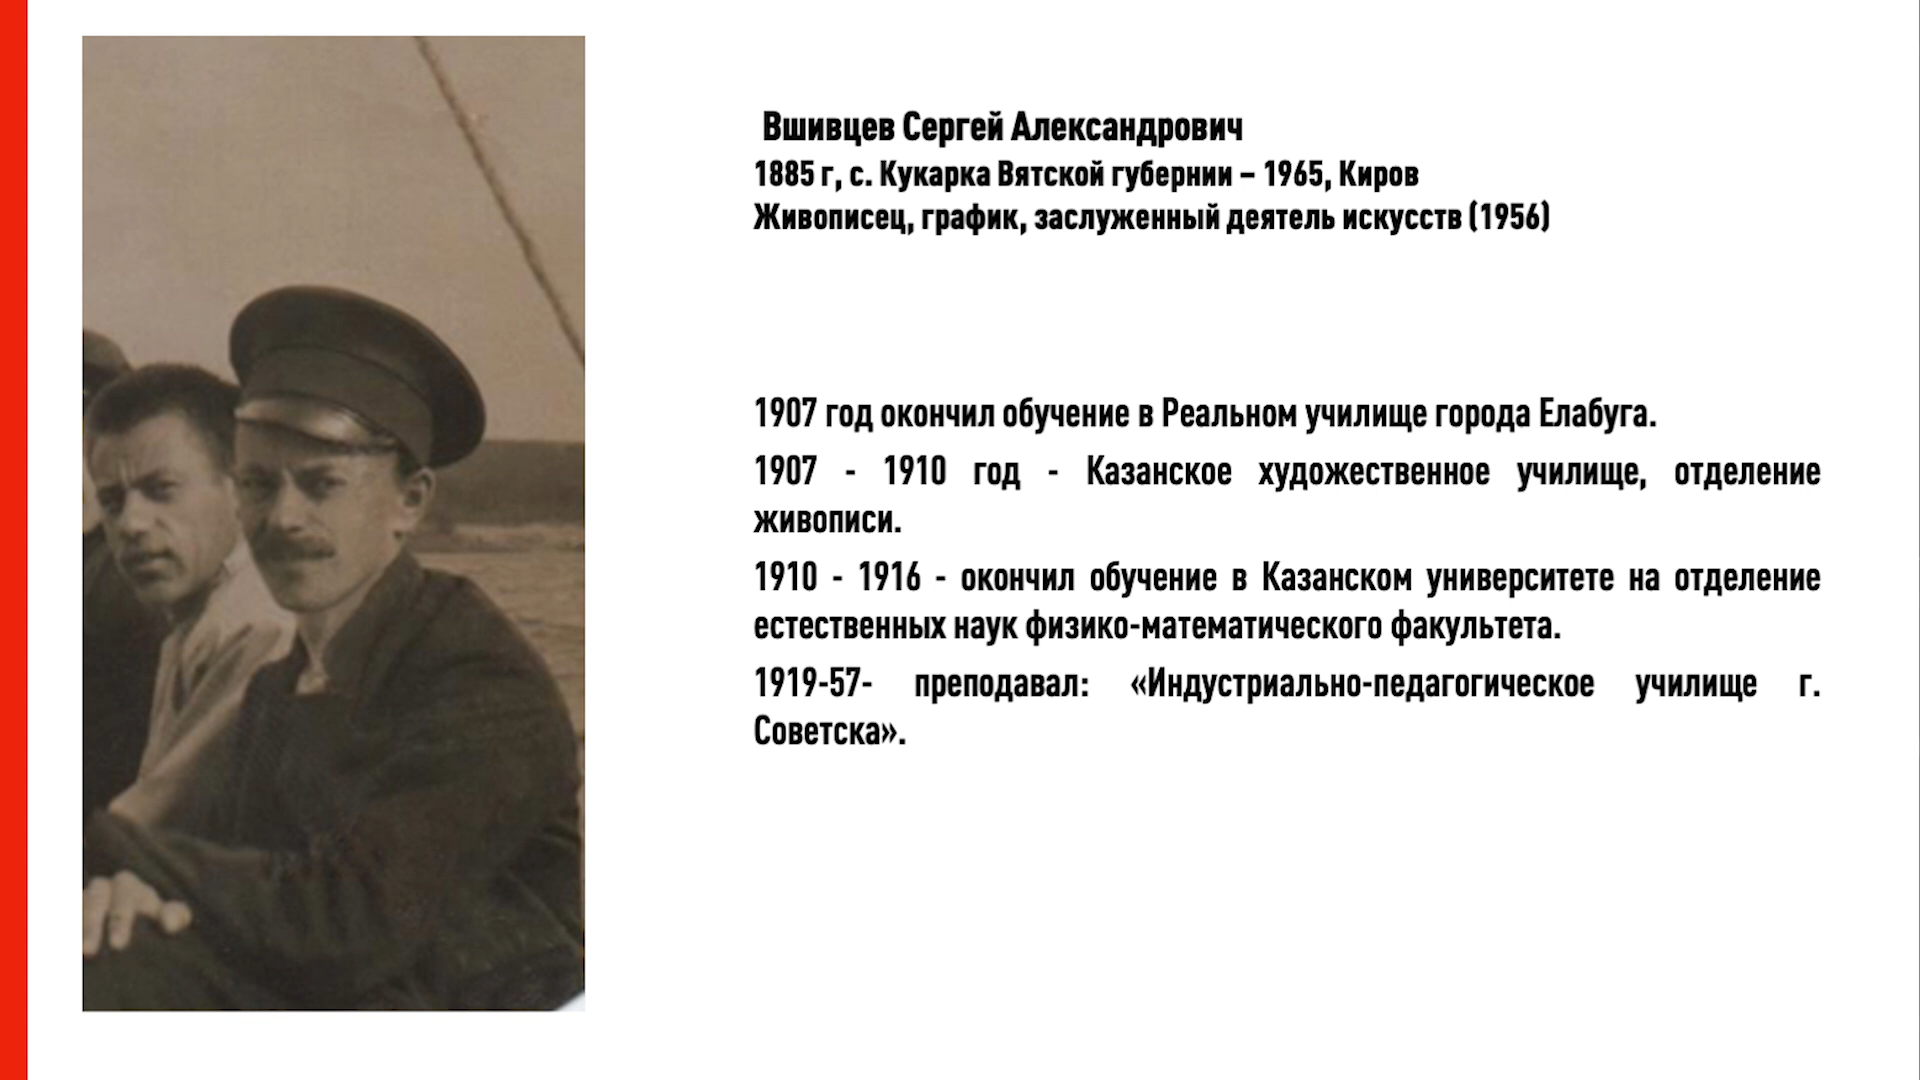 Вшивцев Сергей Александрович
1885 г, с. Кукарка Вятской губернии – 1965, Киров
Живописец, график, заслуженный деятель искусств (1956)
1907 год окончил обучение в Реальном училище города Елабуга.
1907 - 1910 год - Казанское художественное училище, отделение
живописи.
1910 - 1916 - окончил обучение в Казанском университете на отделение
естественных наук физико-математического факультета.
1919-57- преподавал: «Индустриально-педагогическое училище г.
Советска».